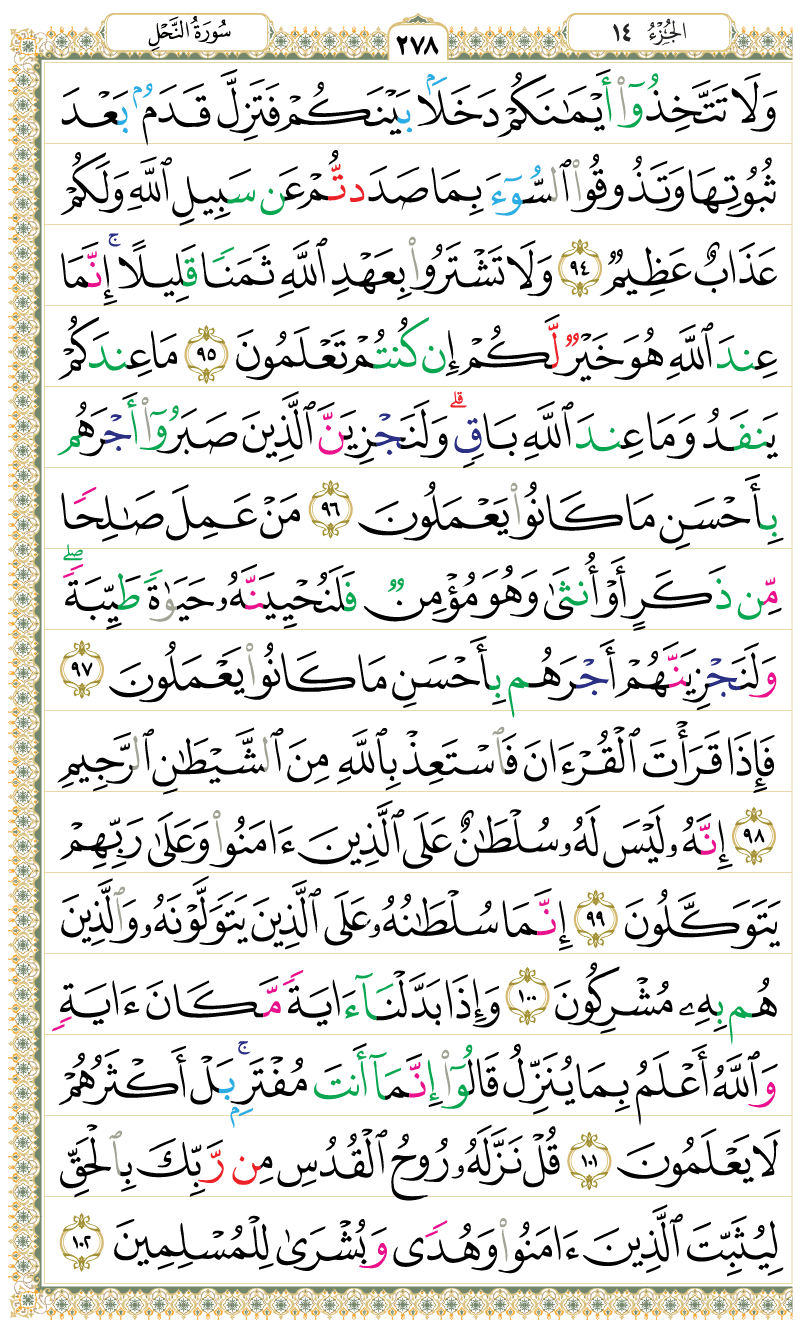 الجُزْءُ ١٤
٢٧٨
سُورَةُ النَّحْلِ
وَلَا تَتَّخِذُوٓا۟ أَيْمَـٰنَكُمْ دَخَلَۢا بَيْنَكُمْ فَتَزِلَّ قَدَمٌۢ بَعْدَ
ثُبُوتِهَا وَتَذُوقُوا۟ ٱلسُّوٓءَ بِمَا صَدَدتُّمْ عَن سَبِيلِ ٱللَّهِ وَلَكُمْ
عَذَابٌ عَظِيمٌ ٩٤ وَلَا تَشْتَرُوا۟ بِعَهْدِ ٱللَّهِ ثَمَنًا قَلِيلًا ۚ إِنَّمَا
عِندَ ٱللَّهِ هُوَ خَيْرٌ لَّكُمْ إِن كُنتُمْ تَعْلَمُونَ ٩٥ مَا عِندَكُمْ
يَنفَدُ وَمَا عِندَ ٱللَّهِ بَاقٍ ۗ وَلَنَجْزِيَنَّ ٱلَّذِينَ صَبَرُوٓا۟ أَجْرَهُم
بِأَحْسَنِ مَا كَانُوا۟ يَعْمَلُونَ ٩٦ مَنْ عَمِلَ صَـٰلِحًا
مِّن ذَكَرٍ أَوْ أُنثَىٰ وَهُوَ مُؤْمِنٌ فَلَنُحْيِيَنَّهُۥ حَيَوٰةً طَيِّبَةً ۖ
وَلَنَجْزِيَنَّهُمْ أَجْرَهُم بِأَحْسَنِ مَا كَانُوا۟ يَعْمَلُونَ ٩٧
فَإِذَا قَرَأْتَ ٱلْقُرْءَانَ فَٱسْتَعِذْ بِٱللَّهِ مِنَ ٱلشَّيْطَـٰنِ ٱلرَّجِيمِ
٩٨ إِنَّهُۥ لَيْسَ لَهُۥ سُلْطَـٰنٌ عَلَى ٱلَّذِينَ ءَامَنُوا۟ وَعَلَىٰ رَبِّهِمْ
يَتَوَكَّلُونَ ٩٩ إِنَّمَا سُلْطَـٰنُهُۥ عَلَى ٱلَّذِينَ يَتَوَلَّوْنَهُۥ وَٱلَّذِينَ
هُم بِهِۦ مُشْرِكُونَ ١٠٠ وَإِذَا بَدَّلْنَآ ءَايَةً مَّكَانَ ءَايَةٍ
وَٱللَّهُ أَعْلَمُ بِمَا يُنَزِّلُ قَالُوٓا۟ إِنَّمَآ أَنتَ مُفْتَرٍۭ ۚ بَلْ أَكْثَرُهُمْ
لَا يَعْلَمُونَ ١٠١ قُلْ نَزَّلَهُۥ رُوحُ ٱلْقُدُسِ مِن رَّبِّكَ بِٱلْحَقِّ
لِيُثَبِّتَ ٱلَّذِينَ ءَامَنُوا۟ وَهُدًى وَبُشْرَىٰ لِلْمُسْلِمِينَ ١٠٢